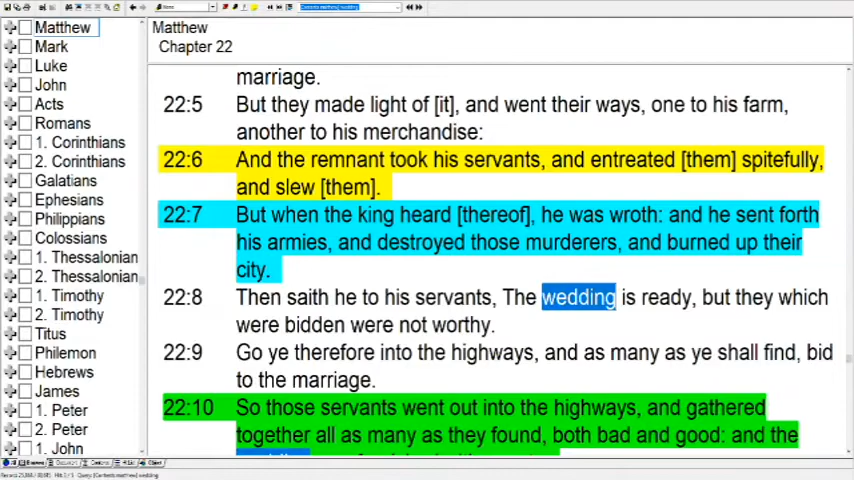 Matthew
Mark
Luke
John
Acts
Romans
1. Corinthians
2. Corinthians
Galatians
Ephesians
Philippians
Colossians
1. Thessalonian
2. Thessalonian
1. Timothy
2. Timothy
Titus
Philemon
Hebrews
James
1. Peter
2. Peter
1. John
Matthew
Chapter 22
marriage.
22:5 But they made light of [it], and went their ways, one to his farm,
another to his merchandise:
22:6 And the remnant took his servants, and entreated [them] spitefully,
and slew [them].
22:7 But when the king heard [thereof], he was wroth: and he sent forth
his armies, and destroyed those murderers, and burned up their
city.
22:8 Then saith he to his servants, The wedding is ready, but they which
were bidden were not worthy.
22:9 Go ye therefore into the highways, and as many as ye shall find, bid
to the marriage.
22:10 So those servants went out into the highways, and gathered
together all as many as they found, both bad and good: and the